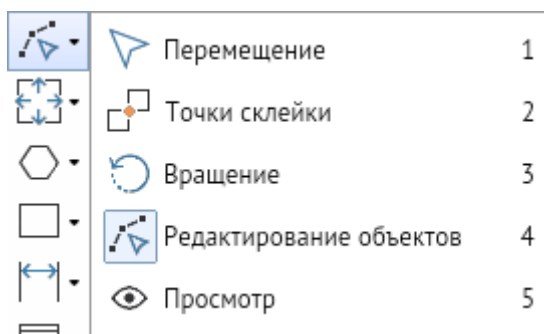 Перемещение 1
Точки склейки 2
Вращение 3
Редактирование объектов 4
Просмотр 5